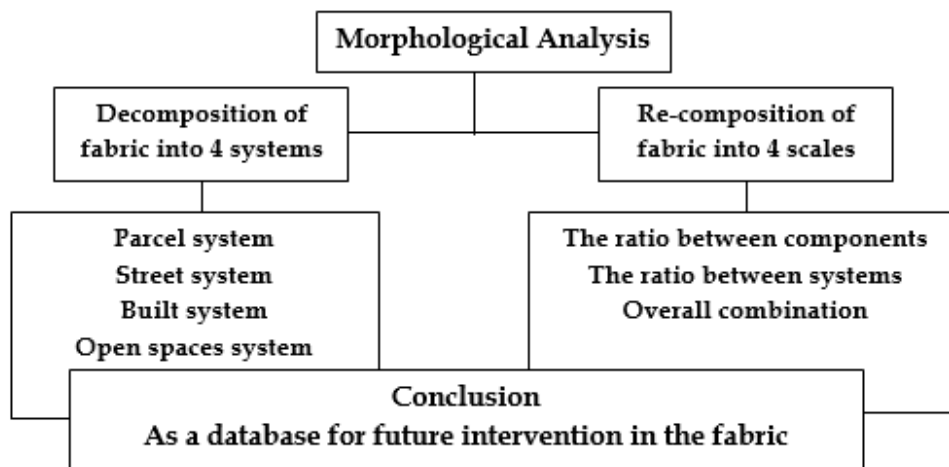 Morphological Analysis
Decomposition of
fabric into 4 systems
Re-composition of
fabric into 4 scales
Parcel system
Street system
Built system
Open spaces system
The ratio between components
The ratio between systems
Overall combination
Conclusion
As a database for future intervention in the fabric